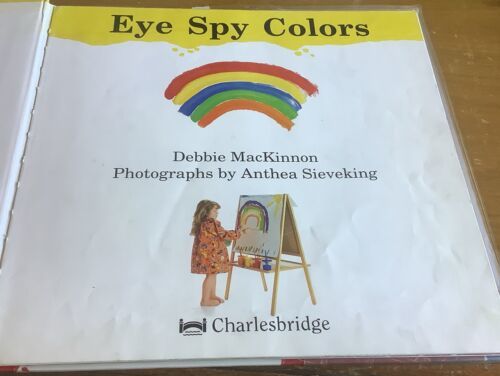 Eye Spy Colors
Debbie MacKinnon
Photographs by Anthea Sieveking
Charlesbridge